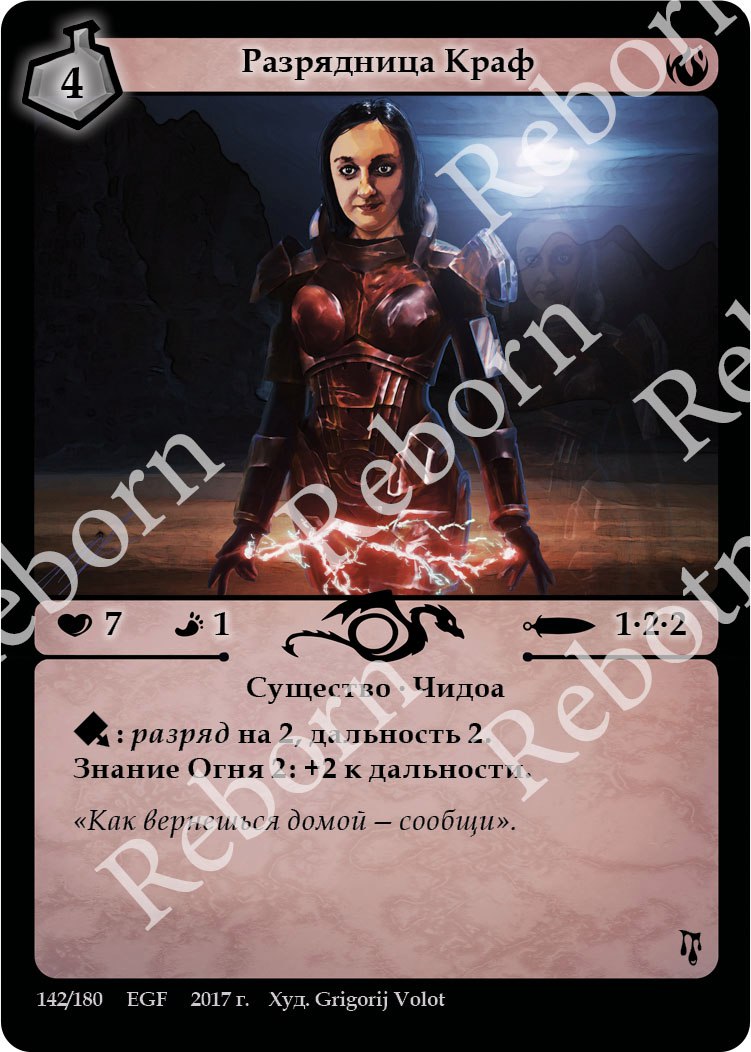 4
Разрядница Краф
7
1
1·2·2
Существо · Чидоа
: разряд на 2, дальность 2.
Знание Огня 2: +2 к дальности.
«Как вернешься домой – сообщи».
142/180 EGF 2017 г. Худ. Grigorij Volot
Reborn
Reborn
Reborn
Reborn
Reborn
Rebotn